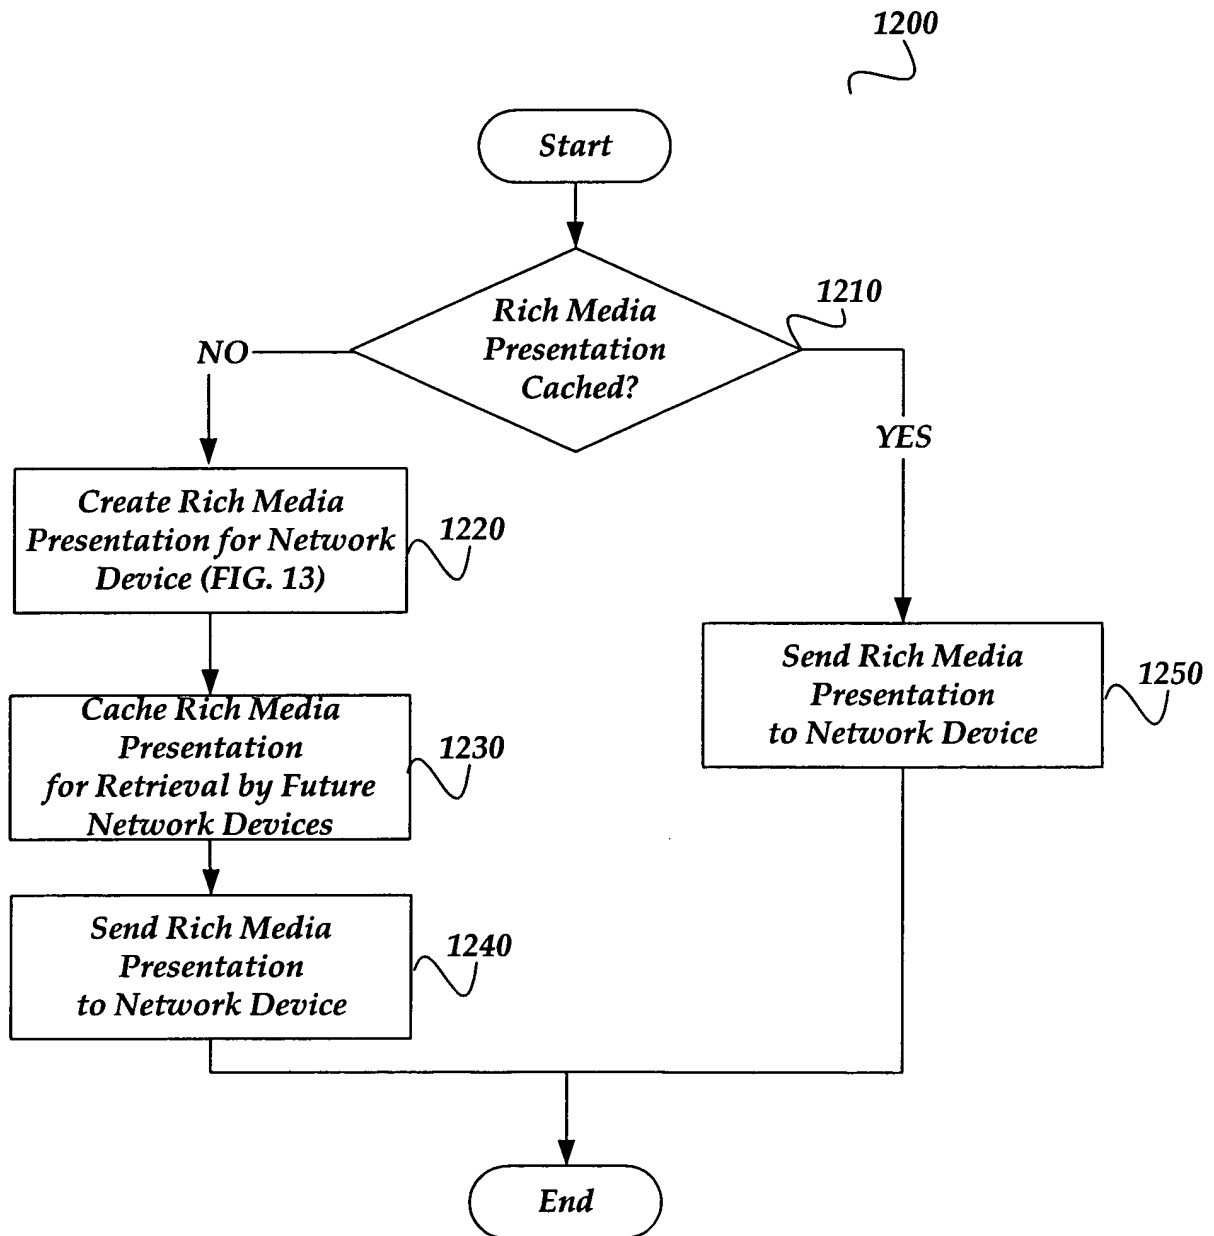 1200
Start
Rich Media
Presentation
Cached?
1210
NO
YES
Create Rich Media
Presentation for Network
Device (FIG. 13)
1220
Cache Rich Media
Presentation
for Retrieval by Future
Network Devices
1230
Send Rich Media
Presentation
to Network Device
1250
Send Rich Media
Presentation
to Network Device
1240
End